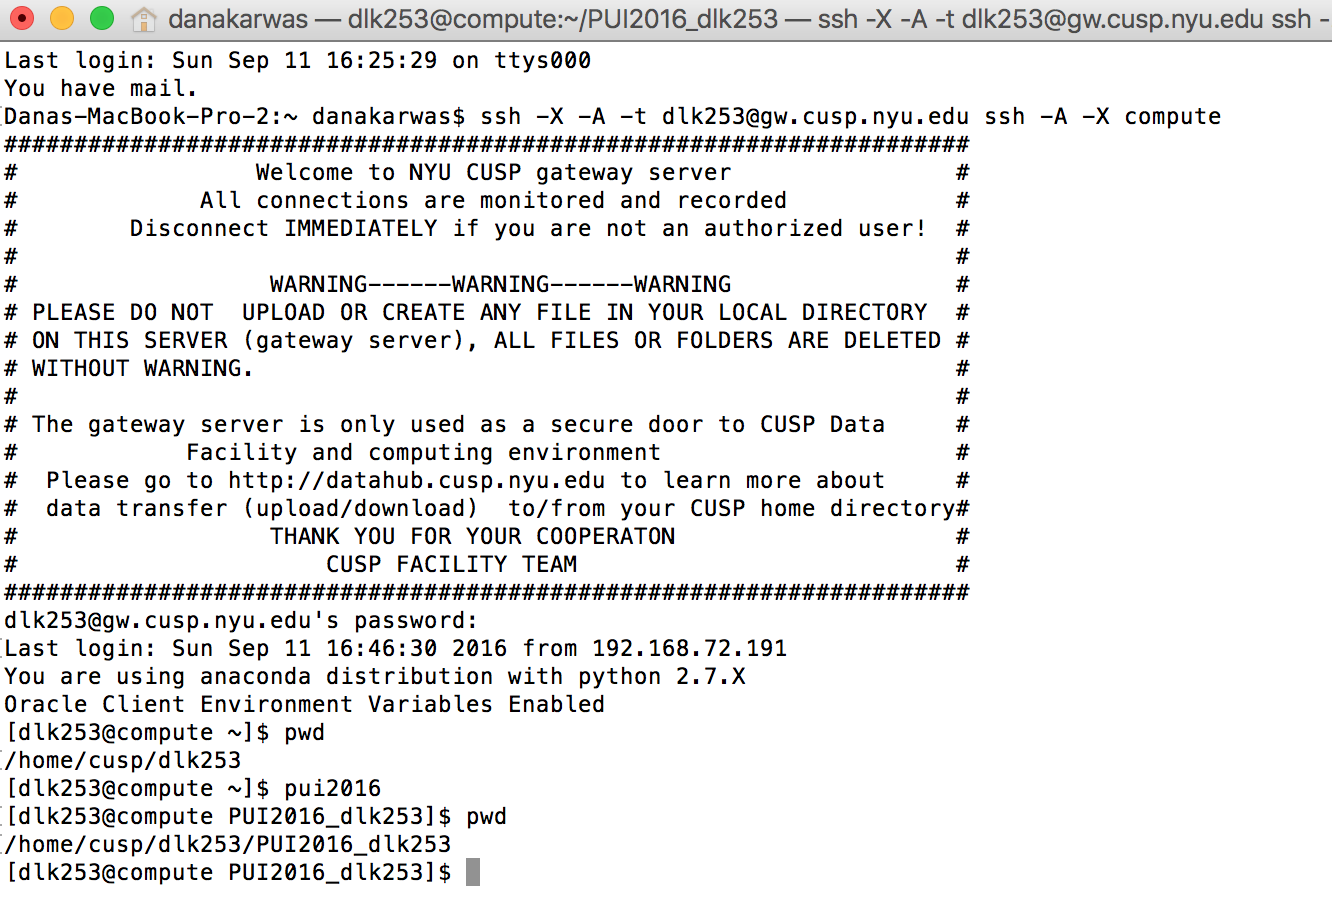 danakarwas — dlk253@compute:~/PUI2016_dlk253 — ssh -X -A -t dlk253@gw.cusp.nyu.edu ssh -
Last login: Sun Sep 11 16:25:29 on ttys000
You have mail.
Danas-MacBook-Pro-2:~ danakarwas$ ssh -X -A -t dlk253@gw.cusp.nyu.edu ssh -A -X compute
#####################################################################
#                 Welcome to NYU CUSP gateway server                #
#             All connections are monitored and recorded            #
#        Disconnect IMMEDIATELY if you are not an authorized user!  #
#                                                                   #
#                  WARNING------WARNING------WARNING                #
# PLEASE DO NOT  UPLOAD OR CREATE ANY FILE IN YOUR LOCAL DIRECTORY  #
# ON THIS SERVER (gateway server), ALL FILES OR FOLDERS ARE DELETED #
# WITHOUT WARNING.                                                  #
#                                                                   #
# The gateway server is only used as a secure door to CUSP Data     #
#            Facility and computing environment                     #
#  Please go to http://datahub.cusp.nyu.edu to learn more about     #
#  data transfer (upload/download)  to/from your CUSP home directory#
#                  THANK YOU FOR YOUR COOPERATON                    #
#                      CUSP FACILITY TEAM                           #
#####################################################################
dlk253@gw.cusp.nyu.edu's password:
Last login: Sun Sep 11 16:46:30 2016 from 192.168.72.191
You are using anaconda distribution with python 2.7.X
Oracle Client Environment Variables Enabled
[dlk253@compute ~]$ pwd
/home/cusp/dlk253
[dlk253@compute ~]$ pui2016
[dlk253@compute PUI2016_dlk253]$ pwd
/home/cusp/dlk253/PUI2016_dlk253
[dlk253@compute PUI2016_dlk253]$